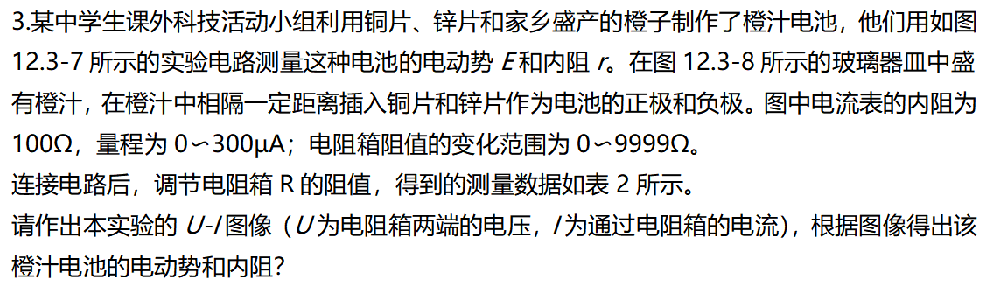 3.某中学生课外科技活动小组利用铜片、锌片和家乡盛产的橙子制作了橙汁电池，他们用如图
12.3-7 所示的实验电路测量这种电池的电动势 E 和内阻 r。在图 12.3-8 所示的玻璃器皿中盛
有橙汁，在橙汁中相隔一定距离插入铜片和锌片作为电池的正极和负极。图中电流表的内阻为
100Ω，量程为 0∽300μA；电阻箱阻值的变化范围为 0∽9999Ω。
连接电路后，调节电阻箱 R 的阻值，得到的测量数据如表 2 所示。
请作出本实验的 U-I 图像（U 为电阻箱两端的电压，I 为通过电阻箱的电流），根据图像得出该
橙汁电池的电动势和内阻？